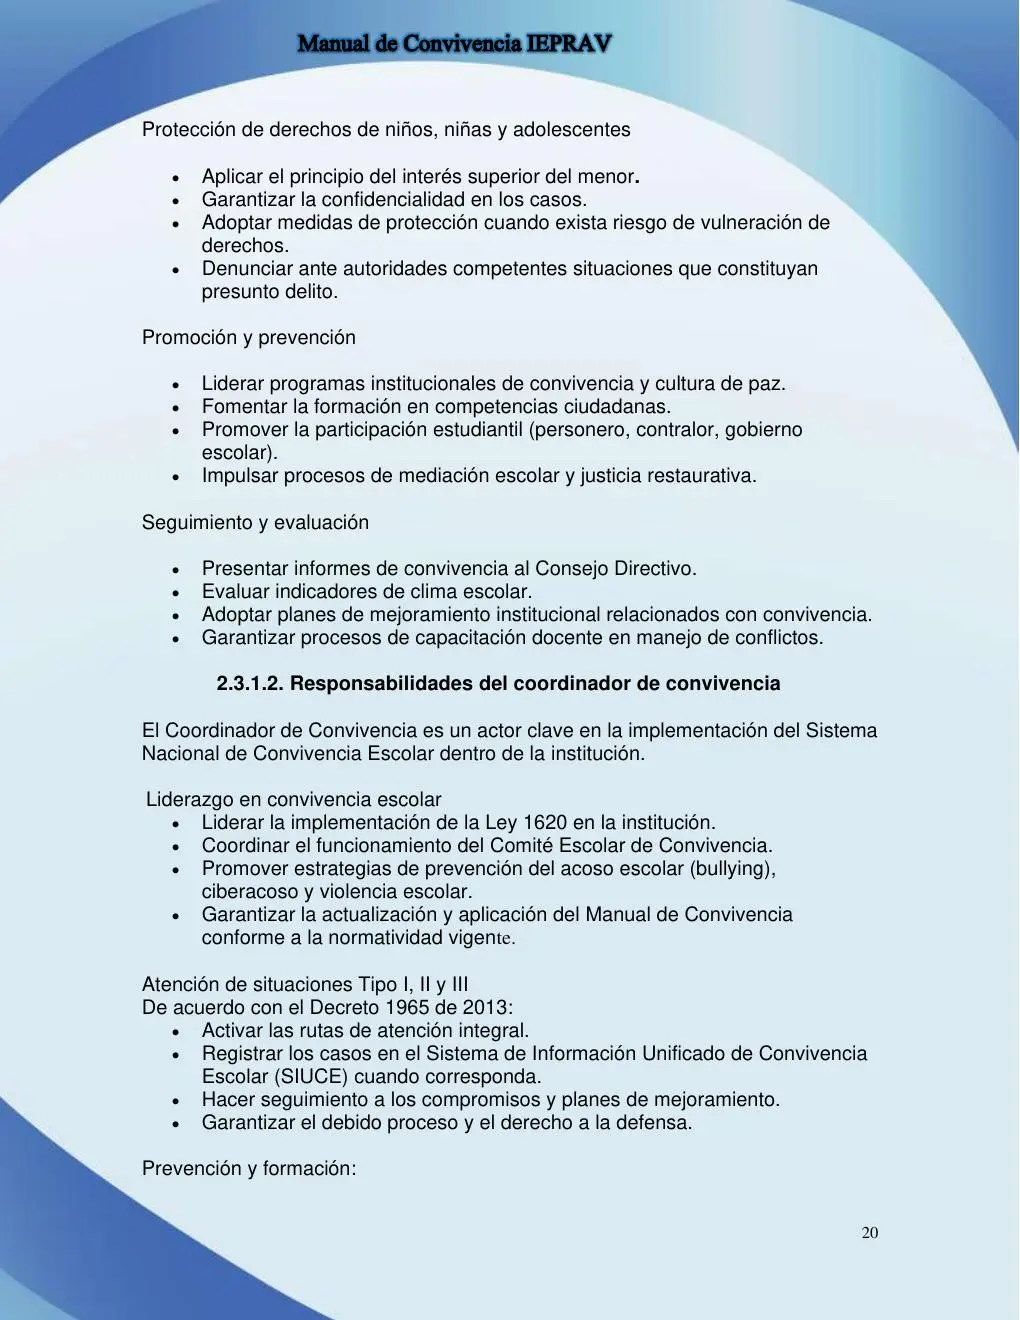 Manual de Convivencia IEPRAV
Protección de derechos de niños, niñas y adolescentes
• Aplicar el principio del interés superior del menor.
• Garantizar la confidencialidad en los casos.
• Adoptar medidas de protección cuando exista riesgo de vulneración de
derechos.
• Denunciar ante autoridades competentes situaciones que constituyan
presunto delito.
Promoción y prevención
• Liderar programas institucionales de convivencia y cultura de paz.
• Fomentar la formación en competencias ciudadanas.
• Promover la participación estudiantil (personero, contralor, gobierno
escolar).
• Impulsar procesos de mediación escolar y justicia restaurativa.
Seguimiento y evaluación
• Presentar informes de convivencia al Consejo Directivo.
• Evaluar indicadores de clima escolar.
• Adoptar planes de mejoramiento institucional relacionados con convivencia.
• Garantizar procesos de capacitación docente en manejo de conflictos.
2.3.1.2. Responsabilidades del coordinador de convivencia
El Coordinador de Convivencia es un actor clave en la implementación del Sistema
Nacional de Convivencia Escolar dentro de la institución.
Liderazgo en convivencia escolar
• Liderar la implementación de la Ley 1620 en la institución.
• Coordinar el funcionamiento del Comité Escolar de Convivencia.
• Promover estrategias de prevención del acoso escolar (bullying),
ciberacoso y violencia escolar.
• Garantizar la actualización y aplicación del Manual de Convivencia
conforme a la normatividad vigente.
Atención de situaciones Tipo I, II y III
De acuerdo con el Decreto 1965 de 2013:
• Activar las rutas de atención integral.
• Registrar los casos en el Sistema de Información Unificado de Convivencia
Escolar (SIUCE) cuando corresponda.
• Hacer seguimiento a los compromisos y planes de mejoramiento.
• Garantizar el debido proceso y el derecho a la defensa.
Prevención y formación:
20